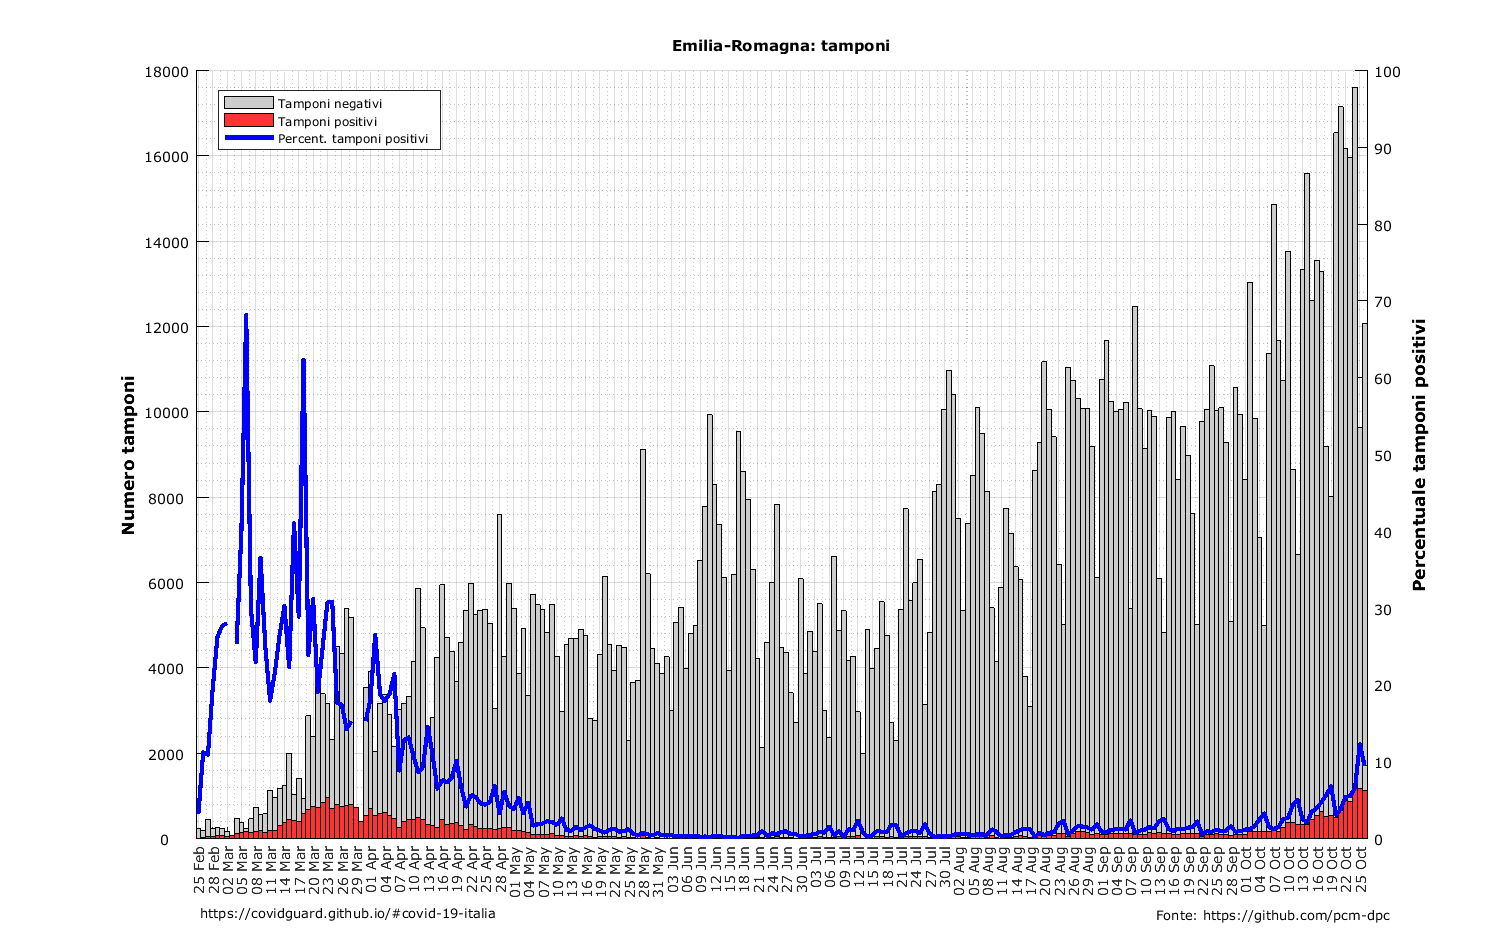 Emilia-Romagna: tamponi
Tamponi negativi
Tamponi positivi
Percent. tamponi positivi
Numero tamponi
18000
16000
14000
12000
10000
8000
6000
4000
2000
0
100
90
80
70
60
50
40
30
20
10
0
Percentuale tamponi positivi
25 Feb
28 Feb
02 Mar
05 Mar
08 Mar
11 Mar
14 Mar
17 Mar
20 Mar
23 Mar
26 Mar
29 Mar
01 Apr
04 Apr
07 Apr
10 Apr
13 Apr
16 Apr
19 Apr
22 Apr
25 Apr
28 Apr
01 May
04 May
07 May
10 May
13 May
16 May
19 May
22 May
25 May
28 May
31 May
03 Jun
06 Jun
09 Jun
12 Jun
15 Jun
18 Jun
21 Jun
24 Jun
27 Jun
30 Jun
03 Jul
06 Jul
09 Jul
12 Jul
15 Jul
18 Jul
21 Jul
24 Jul
27 Jul
30 Jul
02 Aug
05 Aug
08 Aug
11 Aug
14 Aug
17 Aug
20 Aug
23 Aug
26 Aug
29 Aug
01 Sep
04 Sep
07 Sep
10 Sep
13 Sep
16 Sep
19 Sep
22 Sep
25 Sep
28 Sep
01 Oct
04 Oct
07 Oct
10 Oct
13 Oct
16 Oct
19 Oct
22 Oct
25 Oct
https://covidguard.github.io/#covid-19-italia
Fonte: https://github.com/pcm-dpc